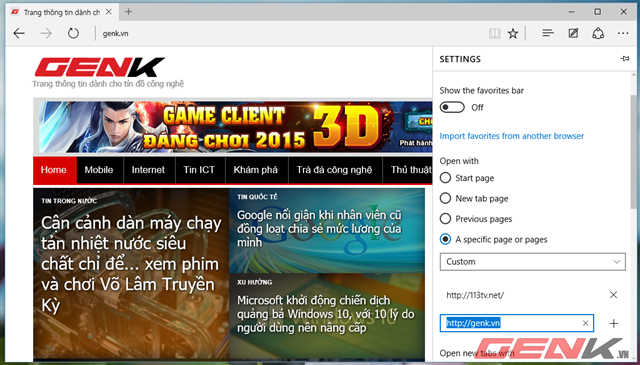 Trang thông tin dành cho
genk.vn
GENK
Trang thông tin dành cho tín đồ công nghệ
GAME CLIENT
ĐÁNG CHƠI 2015
3D
Phát hành
Home
Mobile
Internet
Tin ICT
Khám phá
Trà đá công nghệ
Thủ thuật
TIN TRONG NƯỚC
Cận cảnh dàn máy chạy
tản nhiệt nước siêu
chất chỉ để... xem phim
và chơi Võ Lâm Truyền
Kỳ
TIN QUỐC TẾ
Google nổi giận khi nhân viên cũ
đồng loạt chia sẻ mức lương của
mình
XU HƯỚNG
Microsoft khởi động chiến dịch
quảng bá Windows 10, với 10 lý do
người dùng nên nâng cấp
SETTINGS
Show the favorites bar
Off
Import favorites from another browser
Open with
Start page
New tab page
Previous pages
A specific page or pages
Custom
http://113tv.net/
http://genk.vn
Open new tabs with
GENK.VN